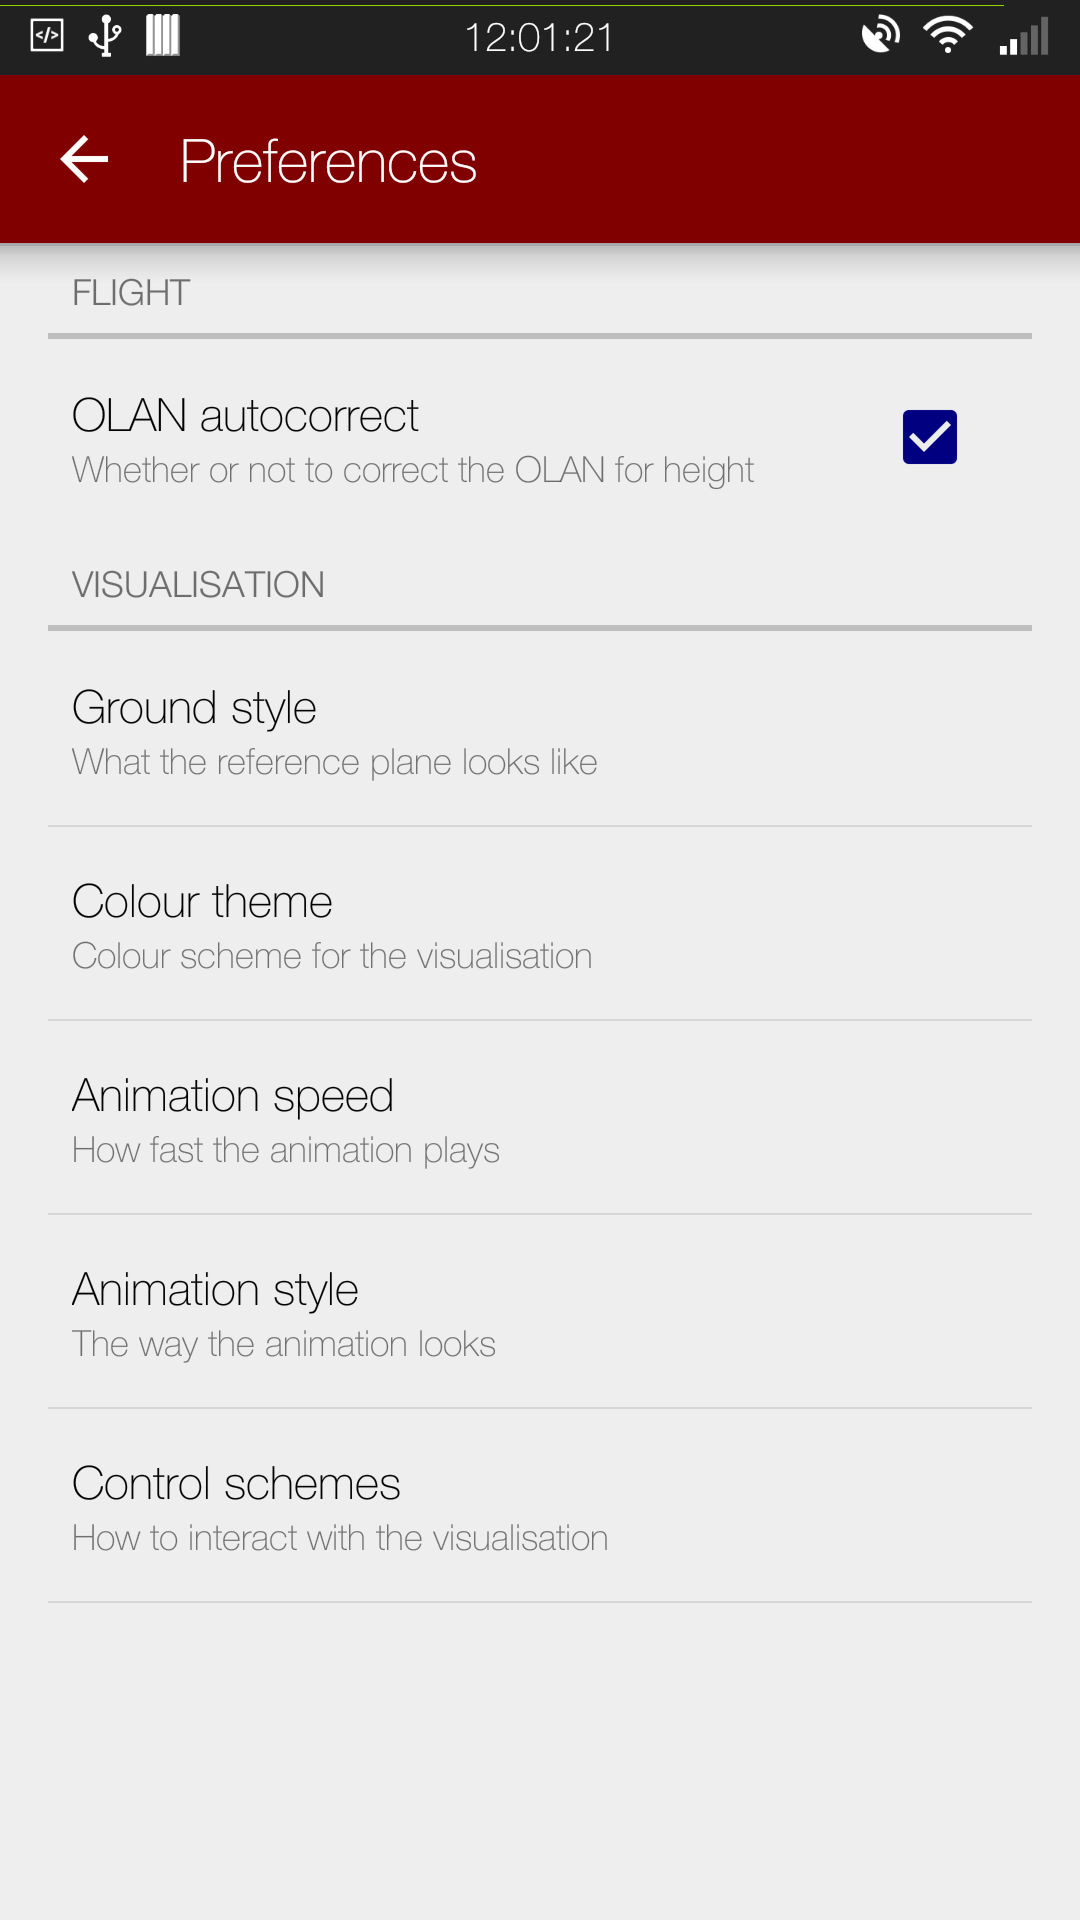 12:01:21
Preferences
FLIGHT
OLAN autocorrect
Whether or not to correct the OLAN for height
VISUALISATION
Ground style
What the reference plane looks like
Colour theme
Colour scheme for the visualisation
Animation speed
How fast the animation plays
Animation style
The way the animation looks
Control schemes
How to interact with the visualisation